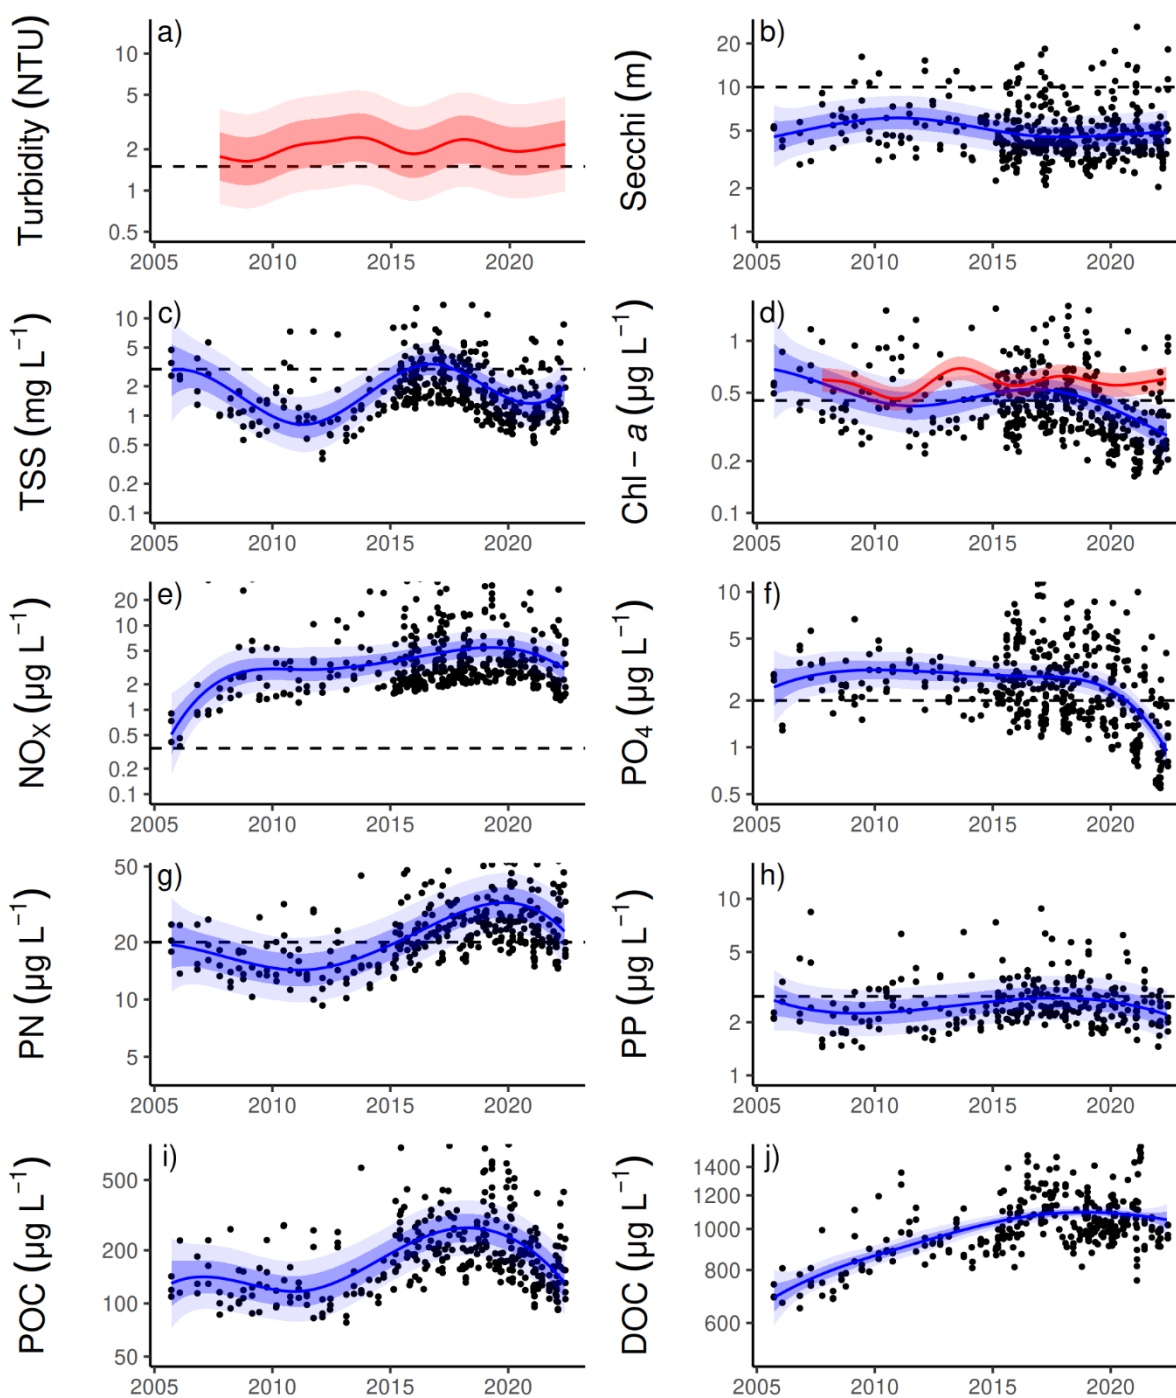 a)
Turbidity (NTU)
10
5
2
1
0.5
2005 2010 2015 2020
b)
Secchi (m)
20
10
5
2
1
2005 2010 2015 2020
c)
TSS (mg L⁻¹)
10
5
2
1
0.5
0.2
0.1
2005 2010 2015 2020
d)
Chl − a (µg L⁻¹)
1
0.5
0.2
0.1
2005 2010 2015 2020
e)
NOX (µg L⁻¹)
20
10
5
2
1
0.5
0.2
0.1
2005 2010 2015 2020
f)
PO4 (µg L⁻¹)
10
5
2
1
0.5
2005 2010 2015 2020
g)
PN (µg L⁻¹)
50
20
10
5
2005 2010 2015 2020
h)
PP (µg L⁻¹)
10
5
2
1
2005 2010 2015 2020
i)
POC (µg L⁻¹)
500
200
100
50
2005 2010 2015 2020
j)
DOC (µg L⁻¹)
1400
1200
1000
800
600
2005 2010 2015 2020